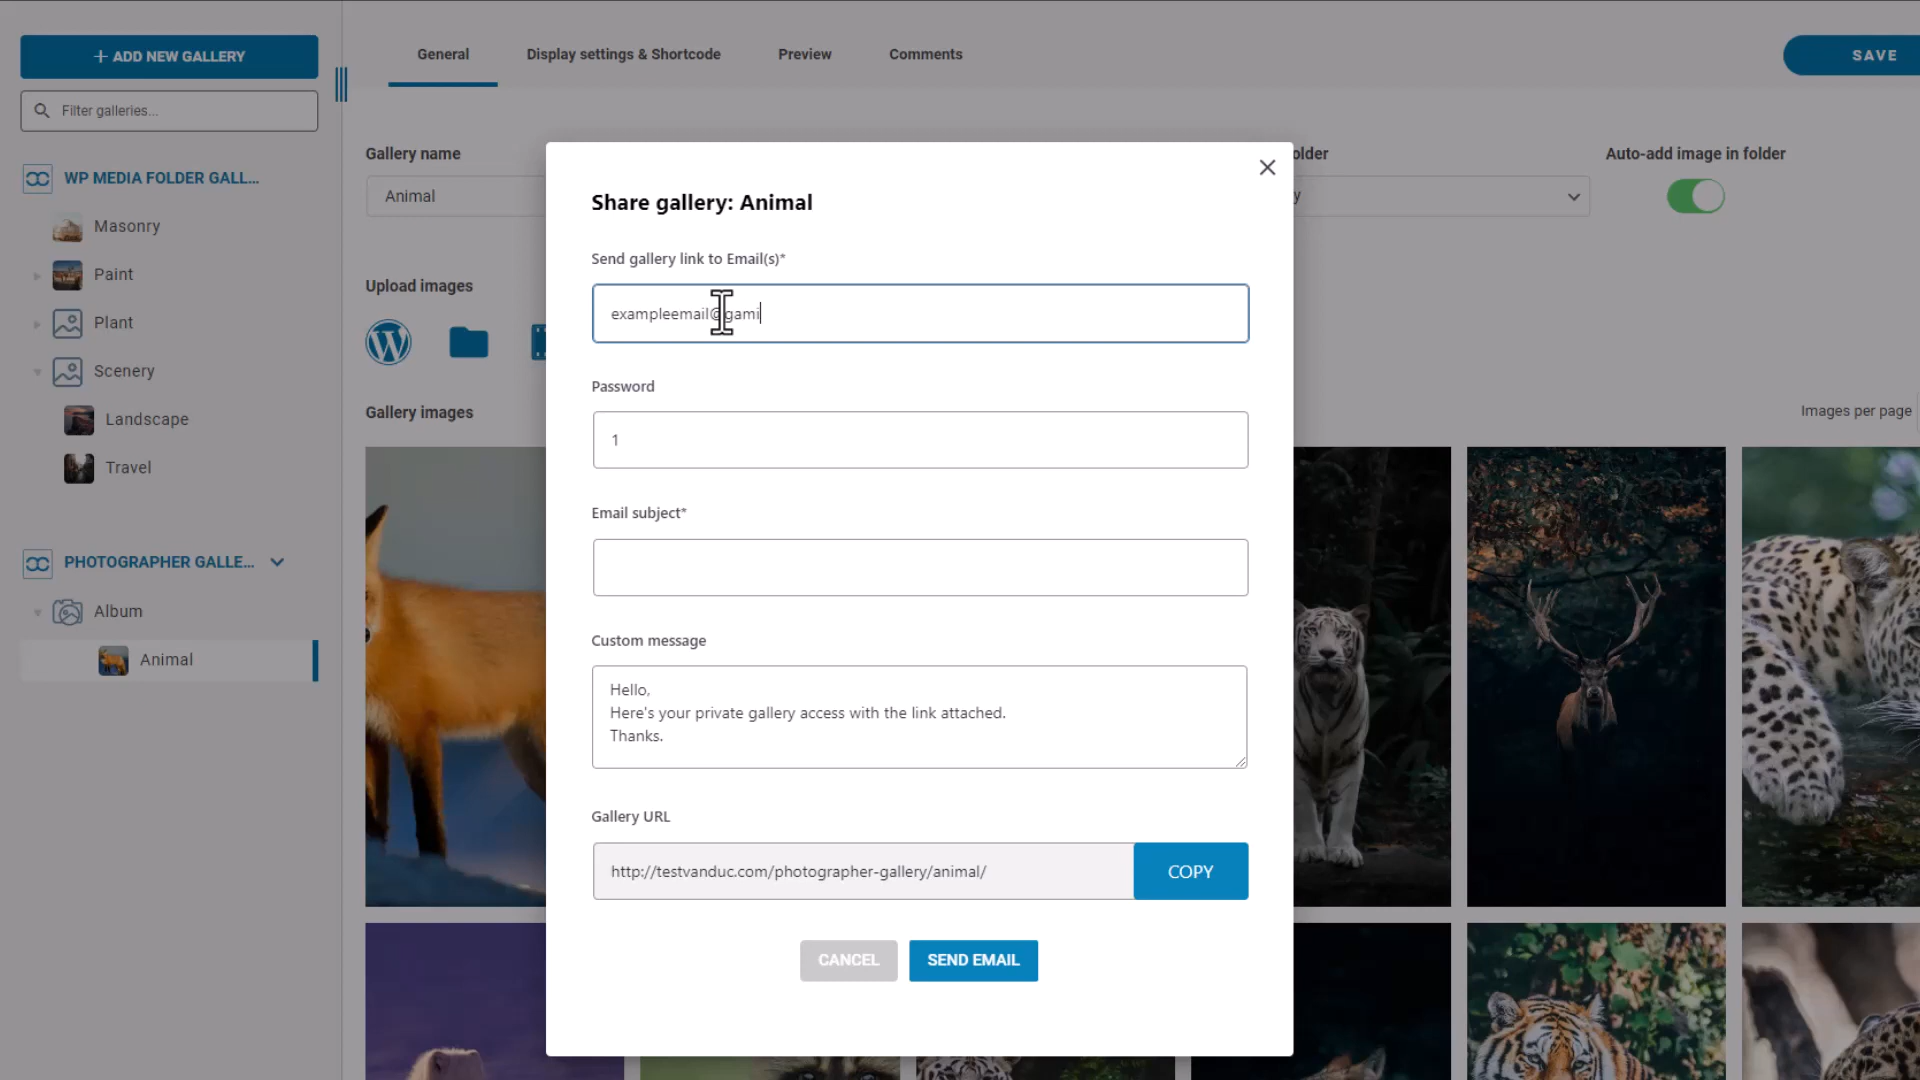 ADD NEW GALLERY
Filter galleries...
WP MEDIA FOLDER GALL...
Masonry
Paint
Plant
Scenery
Landscape
Travel
PHOTOGRAPHER GALLE...
Album
Animal
General
Display settings & Shortcode
Preview
Comments
SAVE
Gallery name
Animal
older
y
Auto-add image in folder
Upload images
Gallery images
Images per page
Share gallery: Animal
Send gallery link to Email(s)*
exampleemail@gami
Password
1
Email subject*
Custom message
Hello,
Here's your private gallery access with the link attached.
Thanks.
Gallery URL
http://testvanduc.com/photographer-gallery/animal/
COPY
CANCEL
SEND EMAIL